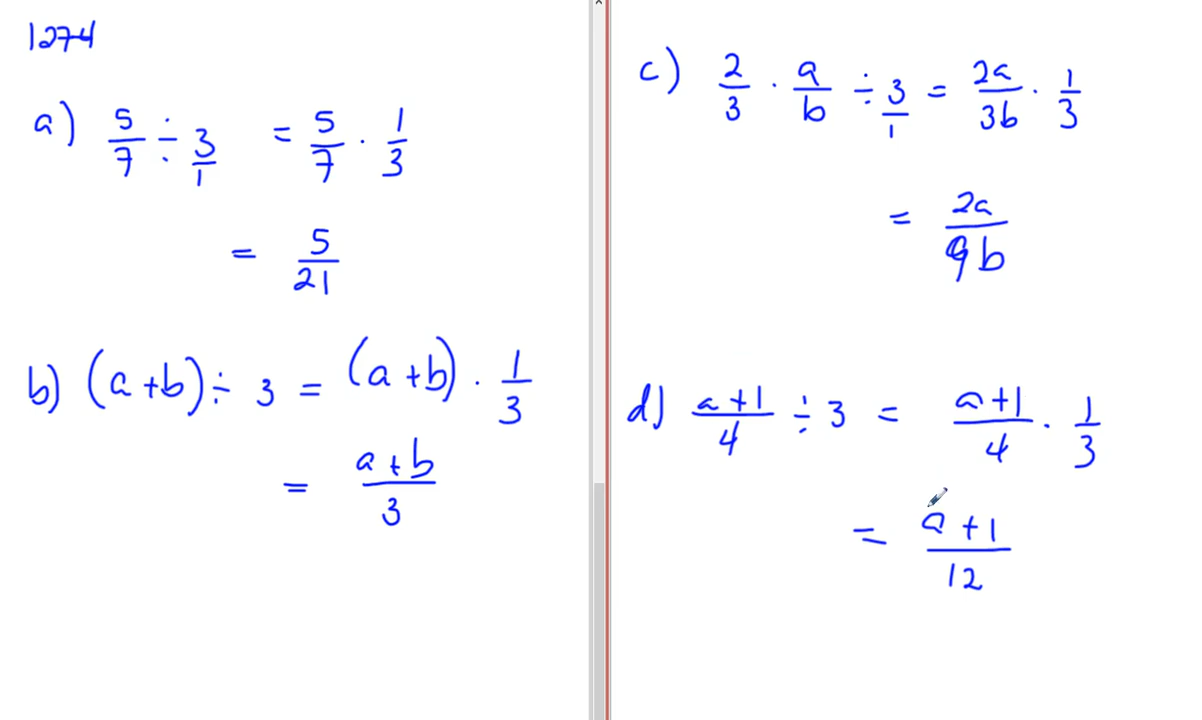 1274
a) 5/7 ÷ 3/1 = 5/7 · 1/3
= 5/21
b) (a+b) ÷ 3 = (a+b) · 1/3
= a+b/3
c) 2/3 · a/b ÷ 3/1 = 2a/3b · 1/3
= 2a/9b
d) a+1/4 ÷ 3 = a+1/4 · 1/3
= a+1/12